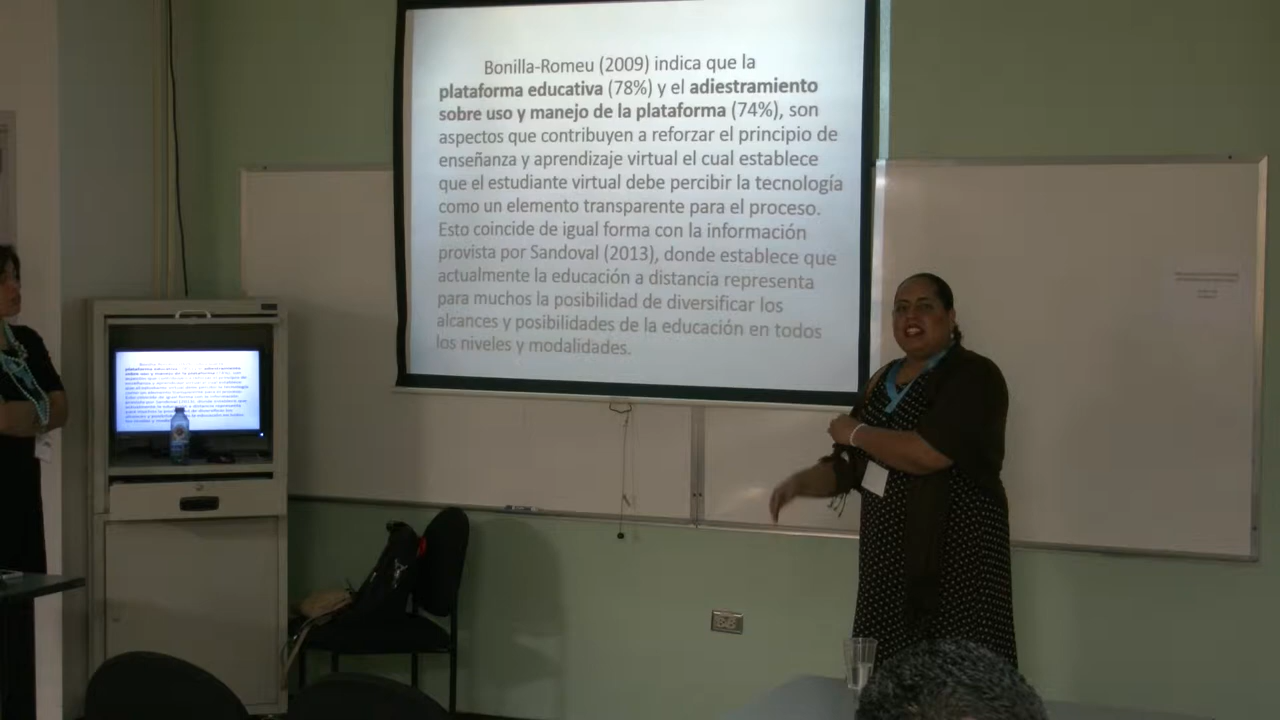 Bonilla-Romeu (2009) indica que la
plataforma educativa (78%) y el adiestramiento
sobre uso y manejo de la plataforma (74%), son
aspectos que contribuyen a reforzar el principio de
enseñanza y aprendizaje virtual el cual establece
que el estudiante virtual debe percibir la tecnología
como un elemento transparente para el proceso.
Esto coincide de igual forma con la información
provista por Sandoval (2013), donde establece que
actualmente la educación a distancia representa
para muchos la posibilidad de diversificar los
alcances y posibilidades de la educación en todos
los niveles y modalidades.